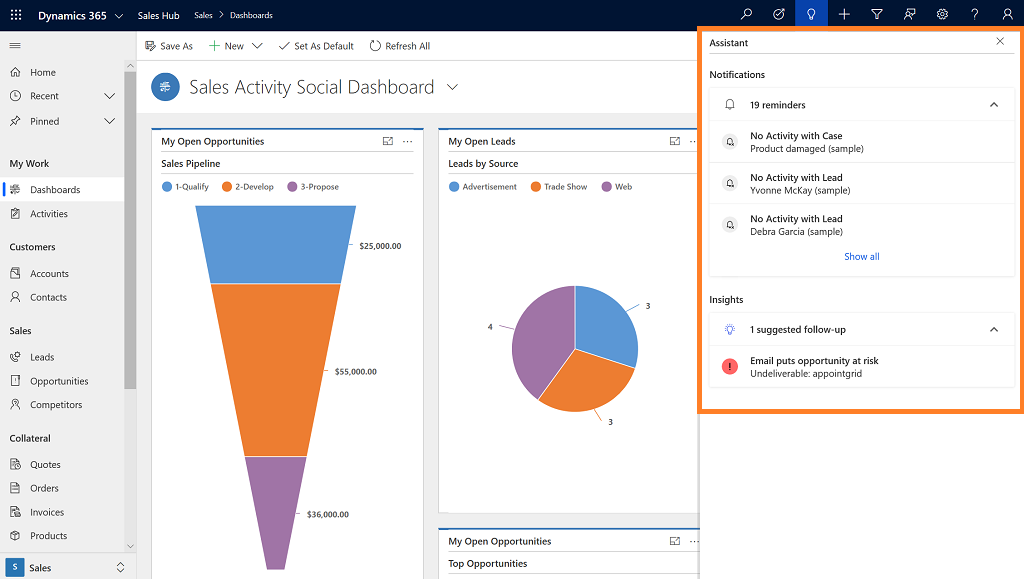 Dynamics 365
Sales Hub
Sales > Dashboards
Home
Recent
Pinned
My Work
Dashboards
Activities
Customers
Accounts
Contacts
Sales
Leads
Opportunities
Competitors
Collateral
Quotes
Orders
Invoices
Products
S Sales
Save As
New
Set As Default
Refresh All
Sales Activity Social Dashboard
My Open Opportunities
Sales Pipeline
1-Qualify 2-Develop 3-Propose
$25,000.00
$55,000.00
$36,000.00
My Open Leads
Leads by Source
Advertisement Trade Show Web
3
4
3
My Open Opportunities
Top Opportunities
Assistant
Notifications
19 reminders
No Activity with Case
Product damaged (sample)
No Activity with Lead
Yvonne McKay (sample)
No Activity with Lead
Debra Garcia (sample)
Show all
Insights
1 suggested follow-up
Email puts opportunity at risk
Undeliverable: appointgrid